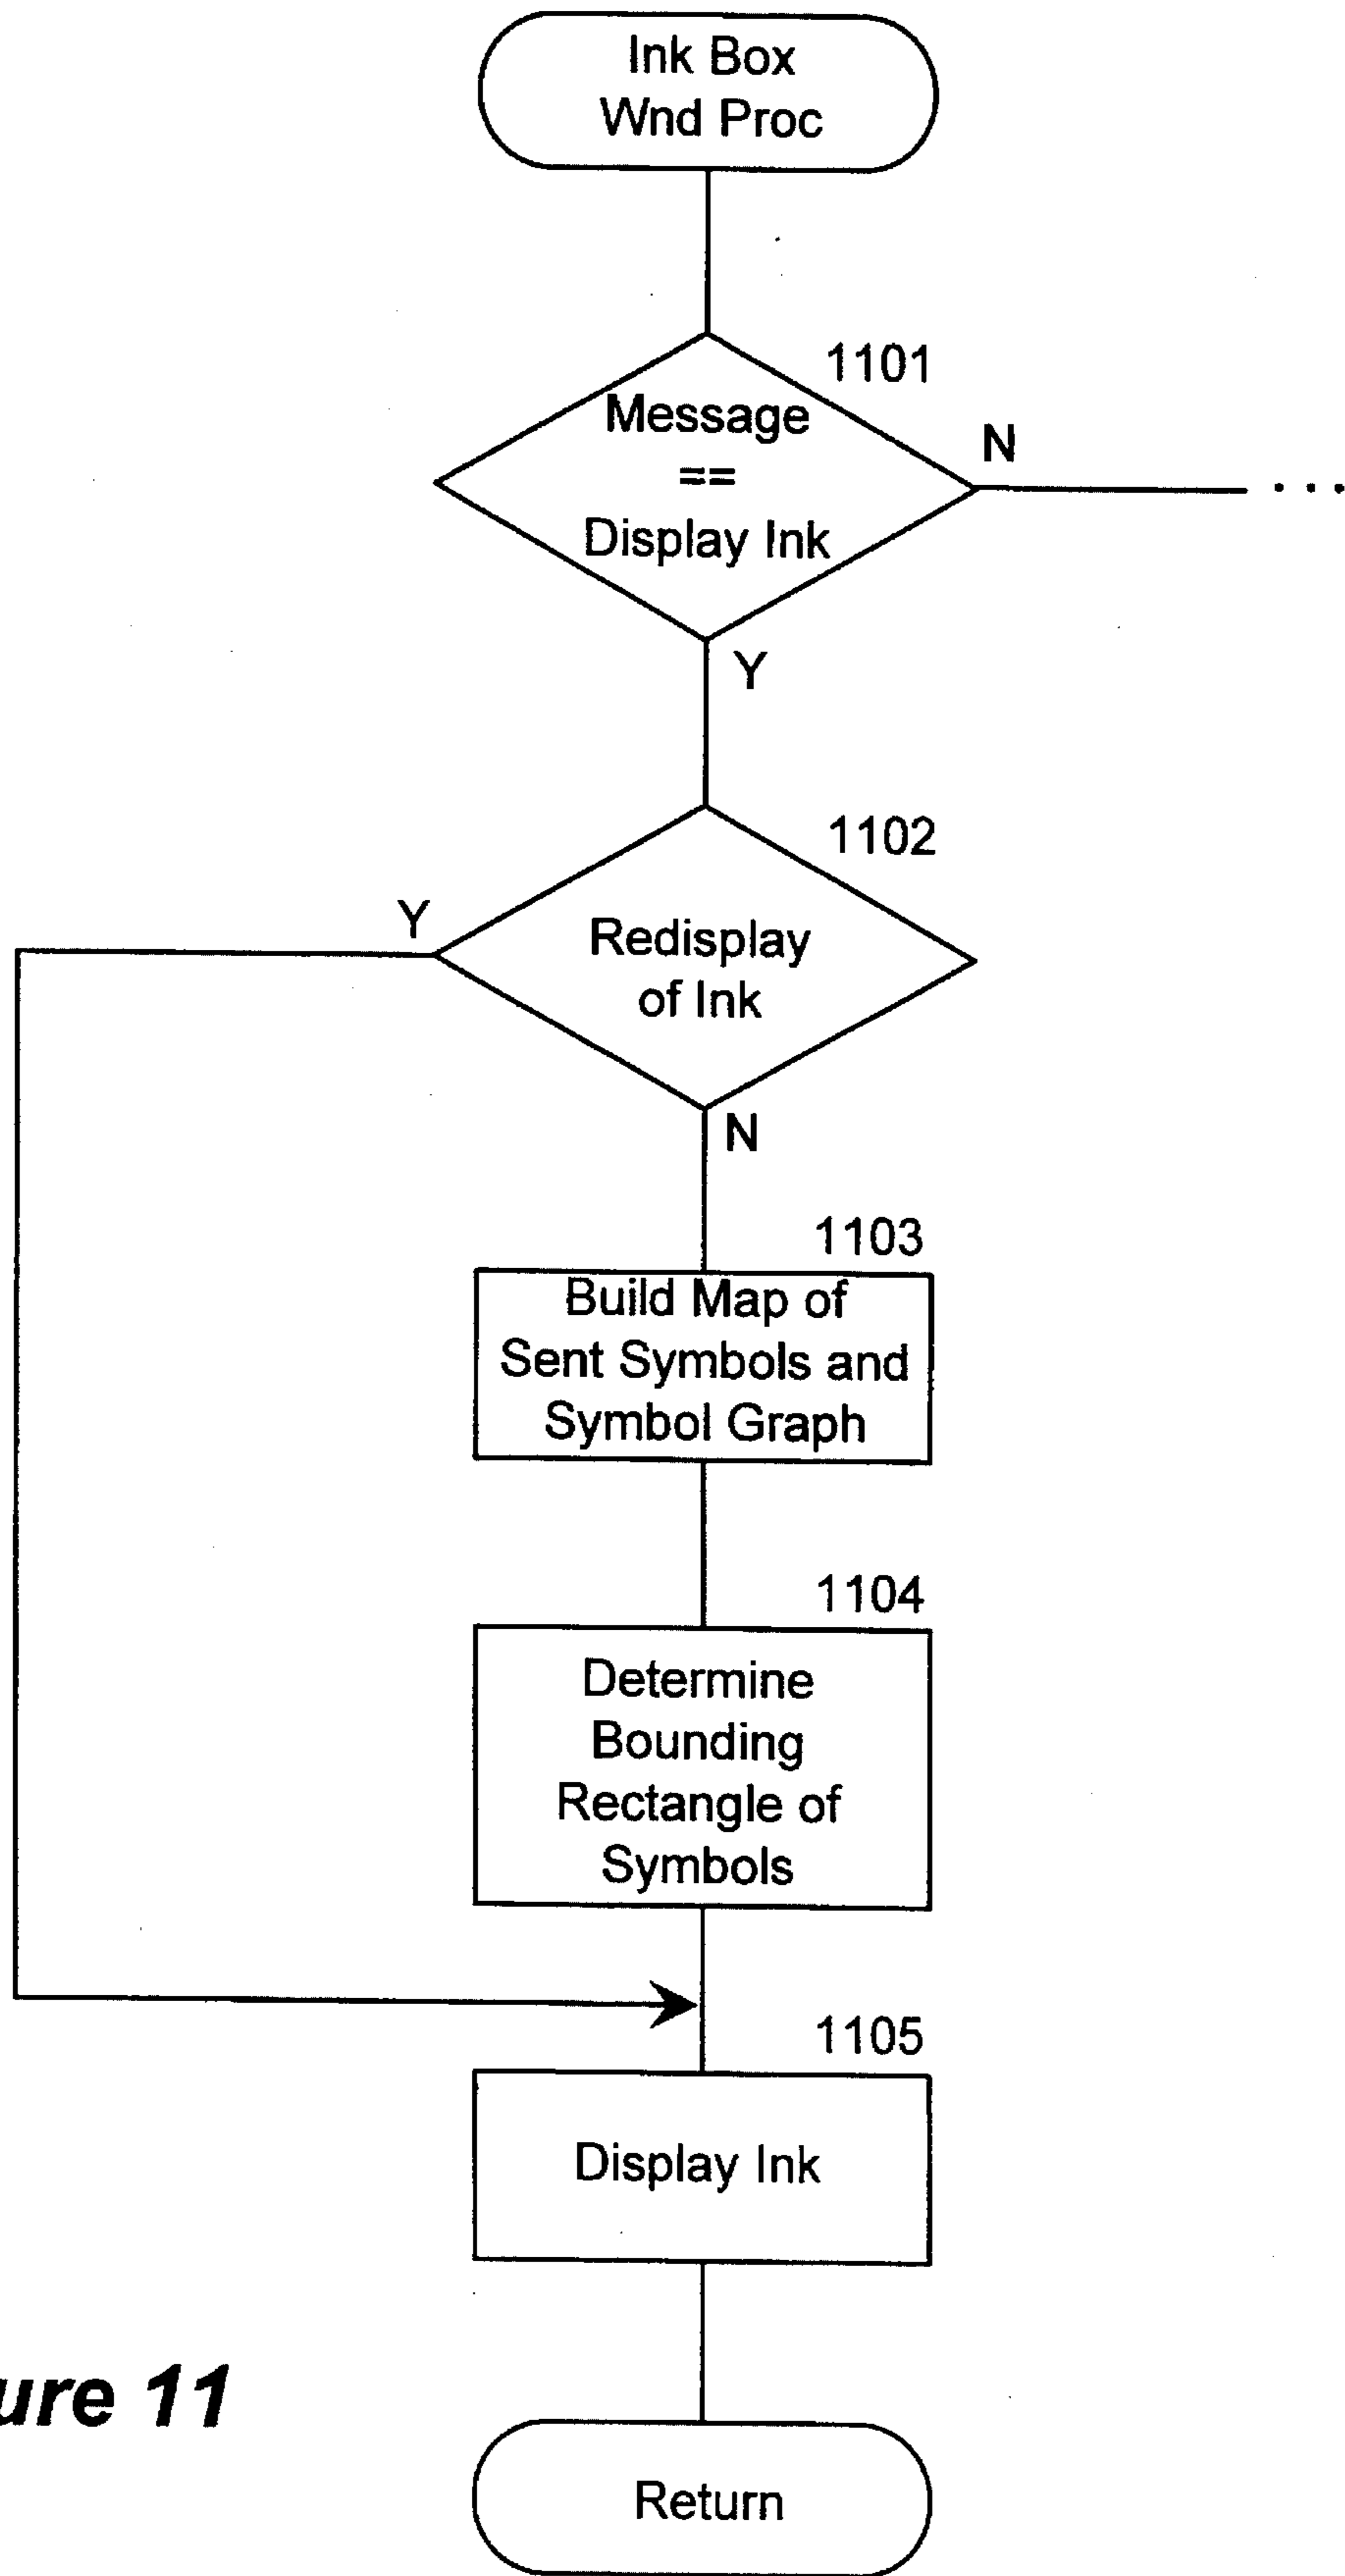 Ink Box
Wnd Proc
1101
Message
==
Display Ink
N
...
Y
1102
Y
Redisplay
of Ink
N
1103
Build Map of
Sent Symbols and
Symbol Graph
1104
Determine
Bounding
Rectangle of
Symbols
1105
Display Ink
ure 11
Return